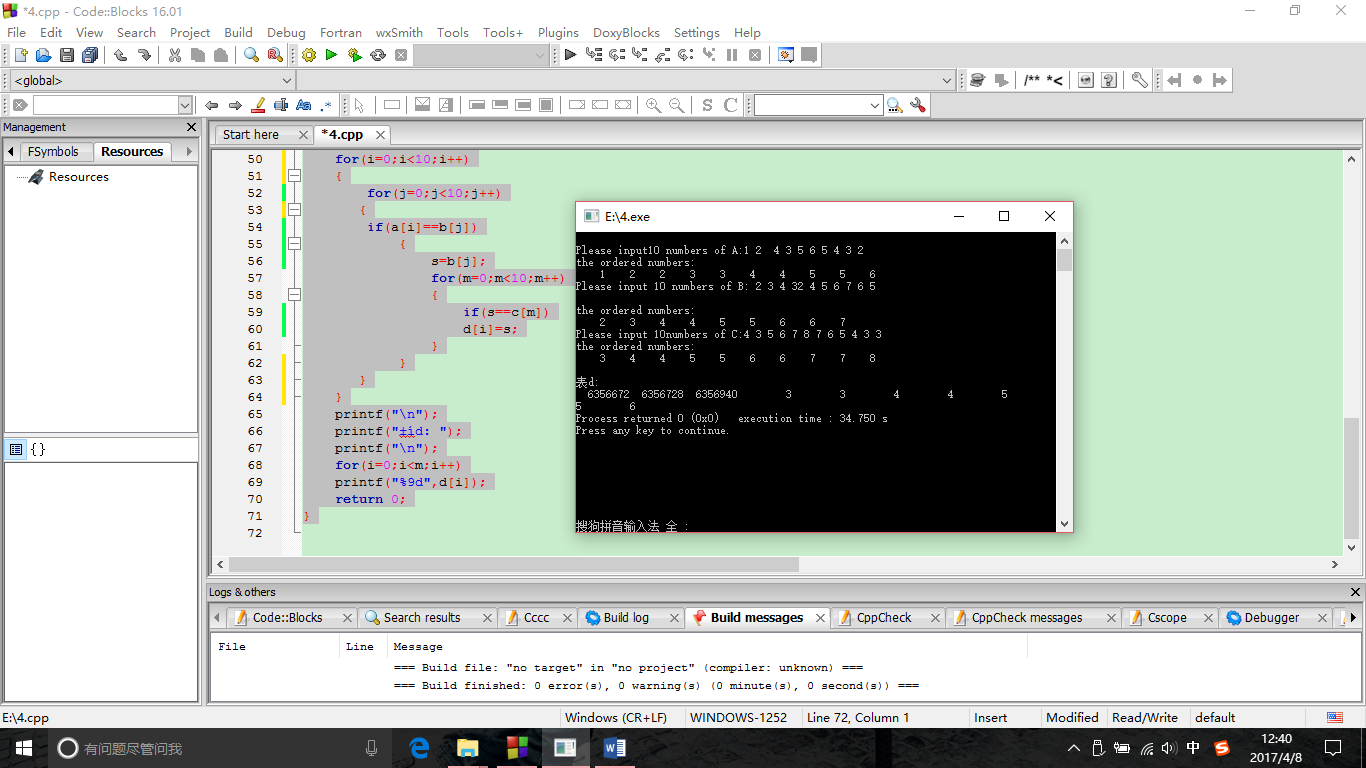 *4.cpp - Code::Blocks 16.01
File Edit View Search Project Build Debug Fortran wxSmith Tools Tools+ Plugins DoxyBlocks Settings Help
<global>
/** *<
Aa .*
S C
Management
FSymbols Resources
Resources
{}
Start here *4.cpp
50 for(i=0;i<10;i++)
51 {
52 for(j=0;j<10;j++)
53 {
54 if(a[i]==b[j])
55 {
56 s=b[j];
57 for(m=0;m<10;m++)
58 {
59 if(s==c[m])
60 d[i]=s;
61 }
62 }
63 }
64 }
65 printf("\n");
66 printf("±íd: ");
67 printf("\n");
68 for(i=0;i<m;i++)
69 printf("%9d",d[i]);
70 return 0;
71 }
72
E:\4.exe
Please input10 numbers of A:1 2  4 3 5 6 5 4 3 2
the ordered numbers:
1 2 2 3 3 4 4 5 5 6
Please input 10 numbers of B: 2 3 4 32 4 5 6 7 6 5
the ordered numbers:
2 3 4 4 5 5 6 6 7
Please input 10numbers of C:4 3 5 6 7 8 7 6 5 4 3 3
the ordered numbers:
3 4 4 5 5 6 6 7 7 8
表d:
6356672 6356728 6356940 3 3 4 4 5
5 6
Process returned 0 (0x0) execution time : 34.750 s
Press any key to continue.
搜狗拼音输入法 全 :
Logs & others
Code::Blocks Search results Cccc Build log Build messages CppCheck CppCheck messages Cscope Debugger
File Line Message
=== Build file: "no target" in "no project" (compiler: unknown) ===
=== Build finished: 0 error(s), 0 warning(s) (0 minute(s), 0 second(s)) ===
E:\4.cpp Windows (CR+LF) WINDOWS-1252 Line 72, Column 1 Insert Modified Read/Write default
有问题尽管问我
中
12:40
2017/4/8